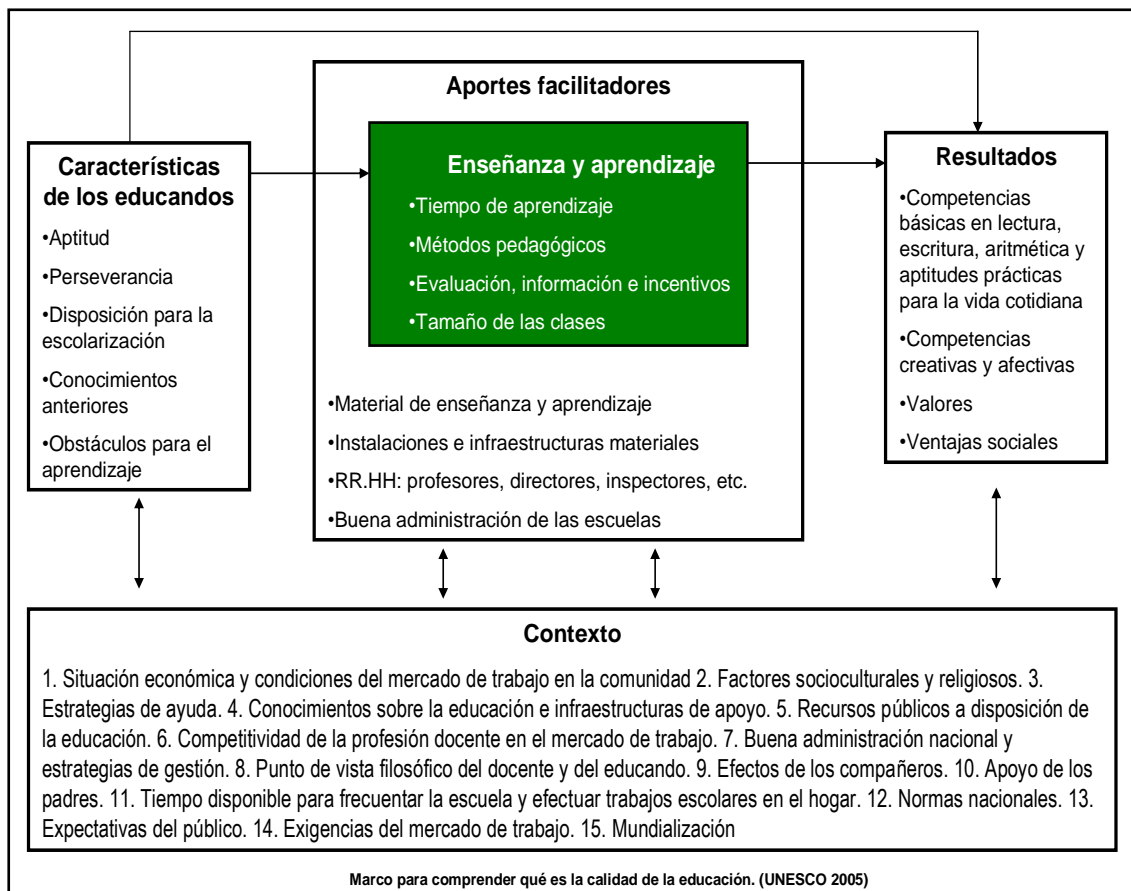 Aportes facilitadores
Características
de los educandos
•Aptitud
•Perseverancia
•Disposición para la
escolarización
•Conocimientos
anteriores
•Obstáculos para el
aprendizaje
Enseñanza y aprendizaje
•Tiempo de aprendizaje
•Métodos pedagógicos
•Evaluación, información e incentivos
•Tamaño de las clases
•Material de enseñanza y aprendizaje
•Instalaciones e infraestructuras materiales
•RR.HH: profesores, directores, inspectores, etc.
•Buena administración de las escuelas
Resultados
•Competencias
básicas en lectura,
escritura, aritmética y
aptitudes prácticas
para la vida cotidiana
•Competencias
creativas y afectivas
•Valores
•Ventajas sociales
Contexto
1. Situación económica y condiciones del mercado de trabajo en la comunidad 2. Factores socioculturales y religiosos. 3.
Estrategias de ayuda. 4. Conocimientos sobre la educación e infraestructuras de apoyo. 5. Recursos públicos a disposición de
la educación. 6. Competitividad de la profesión docente en el mercado de trabajo. 7. Buena administración nacional y
estrategias de gestión. 8. Punto de vista filosófico del docente y del educando. 9. Efectos de los compañeros. 10. Apoyo de los
padres. 11. Tiempo disponible para frecuentar la escuela y efectuar trabajos escolares en el hogar. 12. Normas nacionales. 13.
Expectativas del público. 14. Exigencias del mercado de trabajo. 15. Mundialización
Marco para comprender qué es la calidad de la educación. (UNESCO 2005)